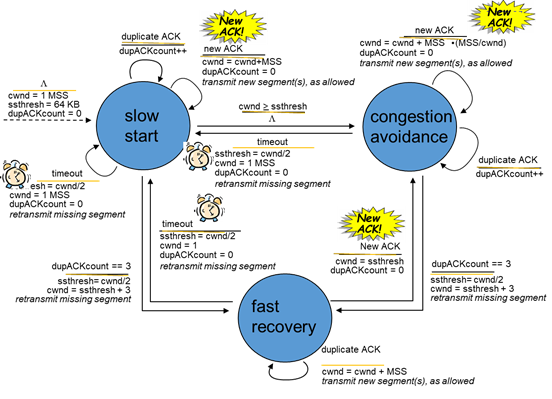 New
ACK!
duplicate ACK
dupACKcount++
new ACK
cwnd = cwnd+MSS
dupACKcount = 0
transmit new segment(s), as allowed
Λ
cwnd = 1 MSS
ssthresh = 64 KB
dupACKcount = 0
slow
start
timeout
esh = cwnd/2
cwnd = 1 MSS
dupACKcount = 0
retransmit missing segment
cwnd ≥ ssthresh
Λ
timeout
ssthresh = cwnd/2
cwnd = 1 MSS
dupACKcount = 0
retransmit missing segment
New
ACK!
new ACK
cwnd = cwnd + MSS •(MSS/cwnd)
dupACKcount = 0
transmit new segment(s), as allowed
congestion
avoidance
duplicate ACK
dupACKcount++
timeout
ssthresh = cwnd/2
cwnd = 1
dupACKcount = 0
retransmit missing segment
New
ACK!
New ACK
cwnd = ssthresh
dupACKcount = 0
dupACKcount == 3
ssthresh= cwnd/2
cwnd = ssthresh + 3
retransmit missing segment
dupACKcount == 3
ssthresh= cwnd/2
cwnd = ssthresh + 3
retransmit missing segment
fast
recovery
duplicate ACK
cwnd = cwnd + MSS
transmit new segment(s), as allowed